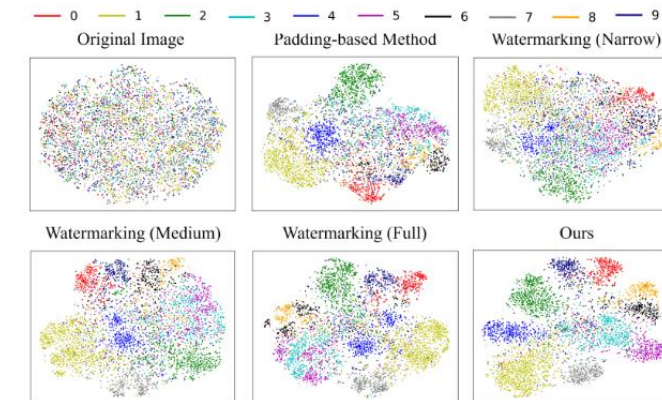 0 1 2 3 4 5 6 7 8 9
Original Image Padding-based Method Watermarking (Narrow)
Watermarking (Medium) Watermarking (Full) Ours